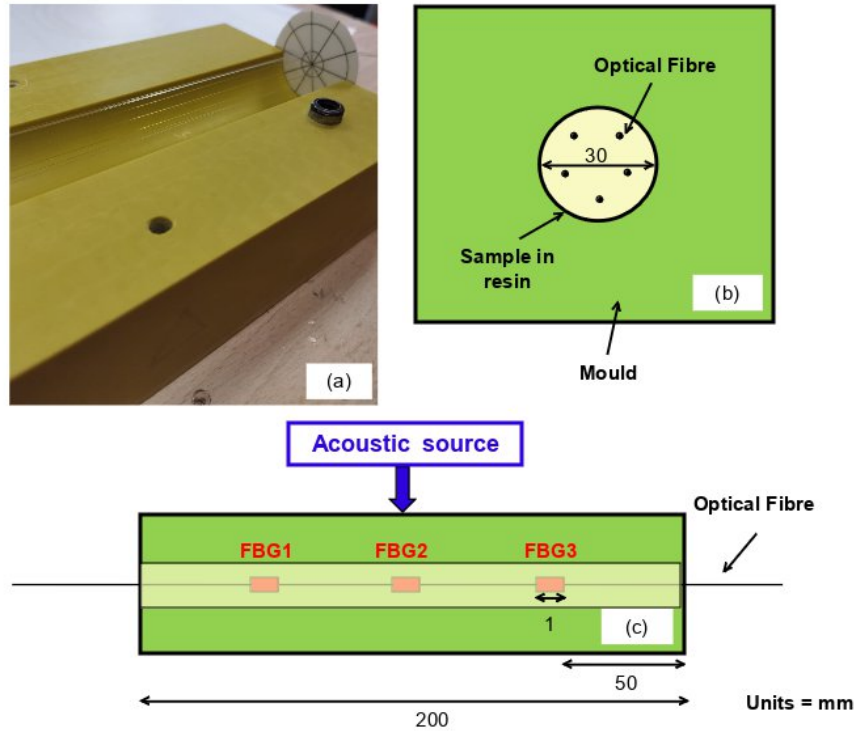 (a)
Optical Fibre
30
Sample in
resin
(b)
Mould
Acoustic source
Optical Fibre
FBG1 FBG2 FBG3
1
(c)
50
200
Units = mm